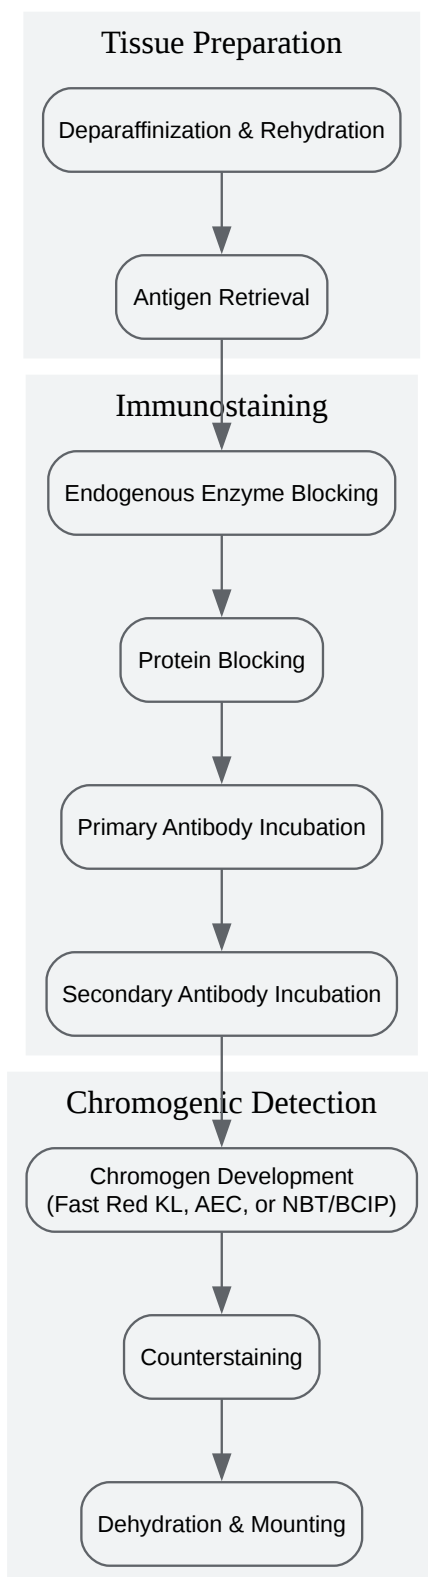 Tissue Preparation
Deparaffinization & Rehydration
Antigen Retrieval
Immunostaining
Endogenous Enzyme Blocking
Protein Blocking
Primary Antibody Incubation
Secondary Antibody Incubation
Chromogenic Detection
Chromogen Development
(Fast Red KL, AEC, or NBT/BCIP)
Counterstaining
Dehydration & Mounting